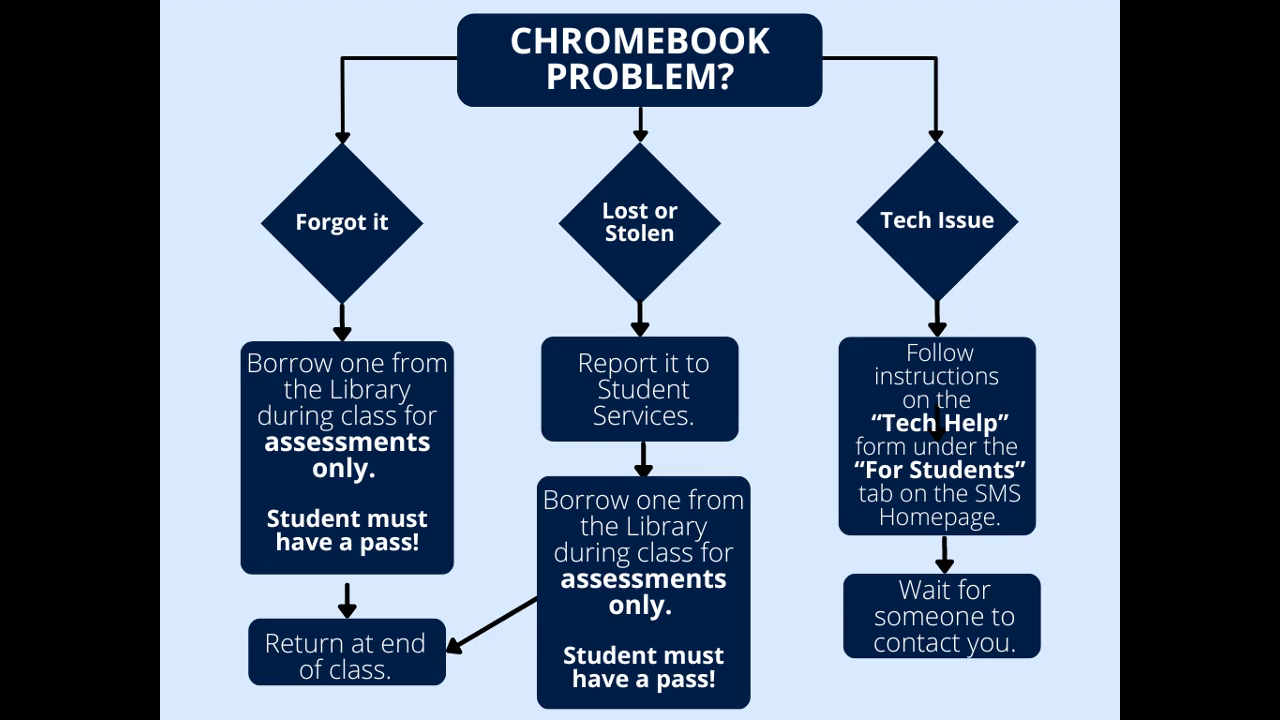 CHROMEBOOK
PROBLEM?
Forgot it
Lost or
Stolen
Tech Issue
Borrow one from
the Library
during class for
assessments
only.
Student must
have a pass!
Return at end
of class.
Report it to
Student
Services.
Borrow one from
the Library
during class for
assessments
only.
Student must
have a pass!
Follow
instructions
on the
“Tech Help”
form under the
“For Students”
tab on the SMS
Homepage.
Wait for
someone to
contact you.